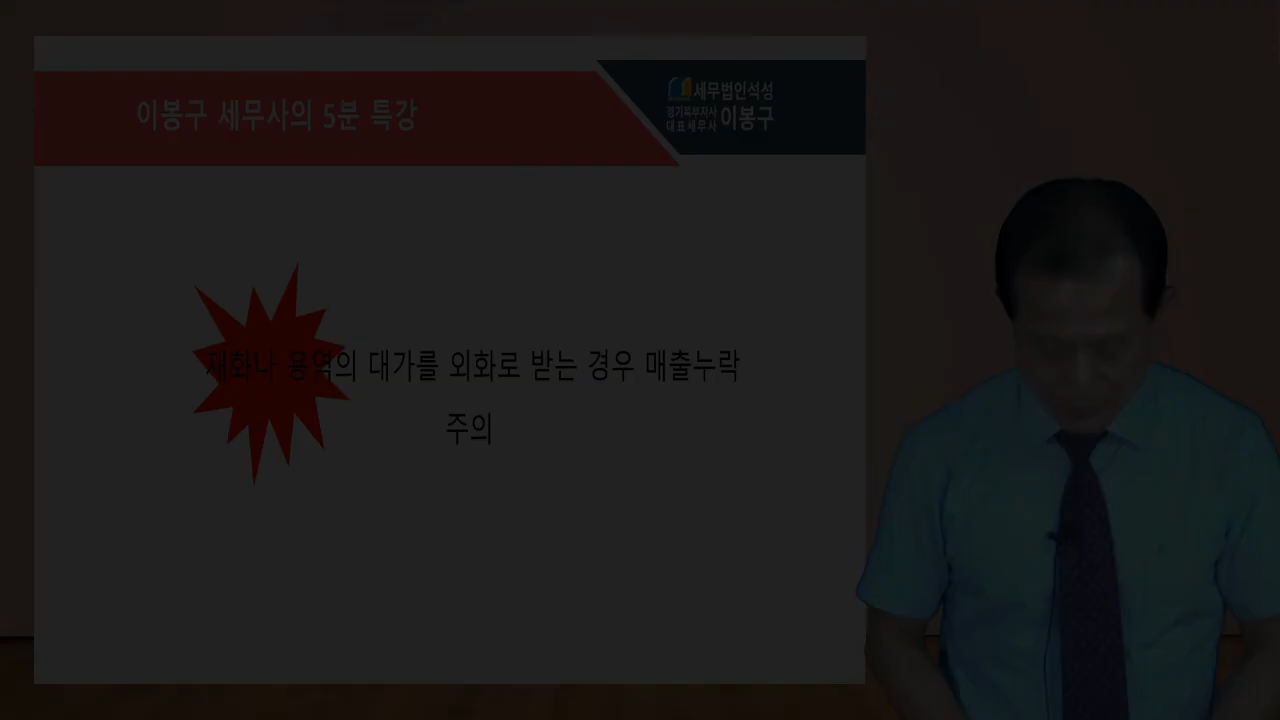 이봉구 세무사의 5분 특강
세무법인석성
경기북부지사
대표세무사
이봉구
재화나 용역의 대가를 외화로 받는 경우 매출누락
주의